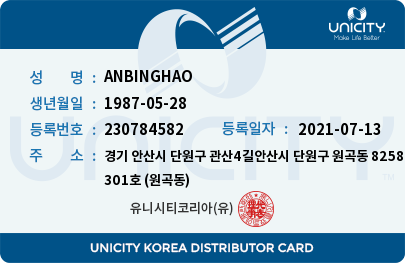 UNICITY
Make Life Better
성 명 : ANBINGHAO
생년월일 : 1987-05-28
등록번호 : 230784582 등록일자 : 2021-07-13
주 소 : 경기 안산시 단원구 관산4길안산시 단원구 원곡동 8258
301호 (원곡동)
유니시티코리아(유)
UNICITY
UNICITY KOREA DISTRIBUTOR CARD